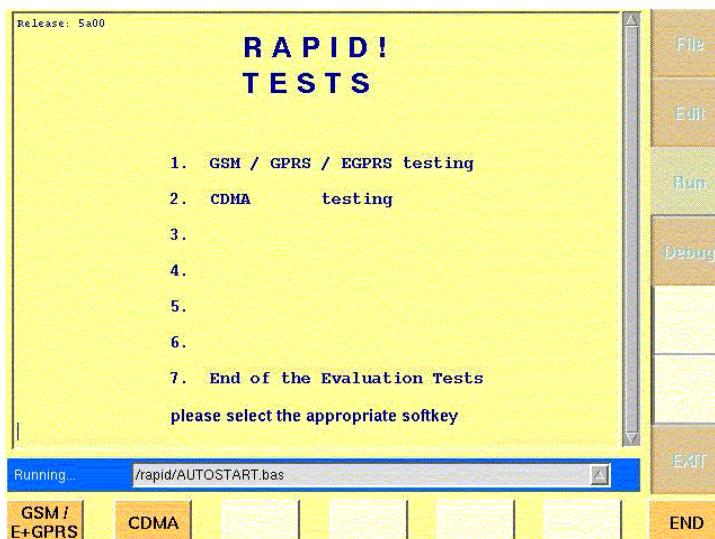 Release: 5a00
RAPID!
TESTS
1. GSM / GPRS / EGPRS testing
2. CDMA testing
3.
4.
5.
6.
7. End of the Evaluation Tests
please select the appropriate softkey
Running...
/rapid/AUTOSTART.bas
File
Edit
Run
Debug
EXIT
GSM /
E+GPRS
CDMA
END